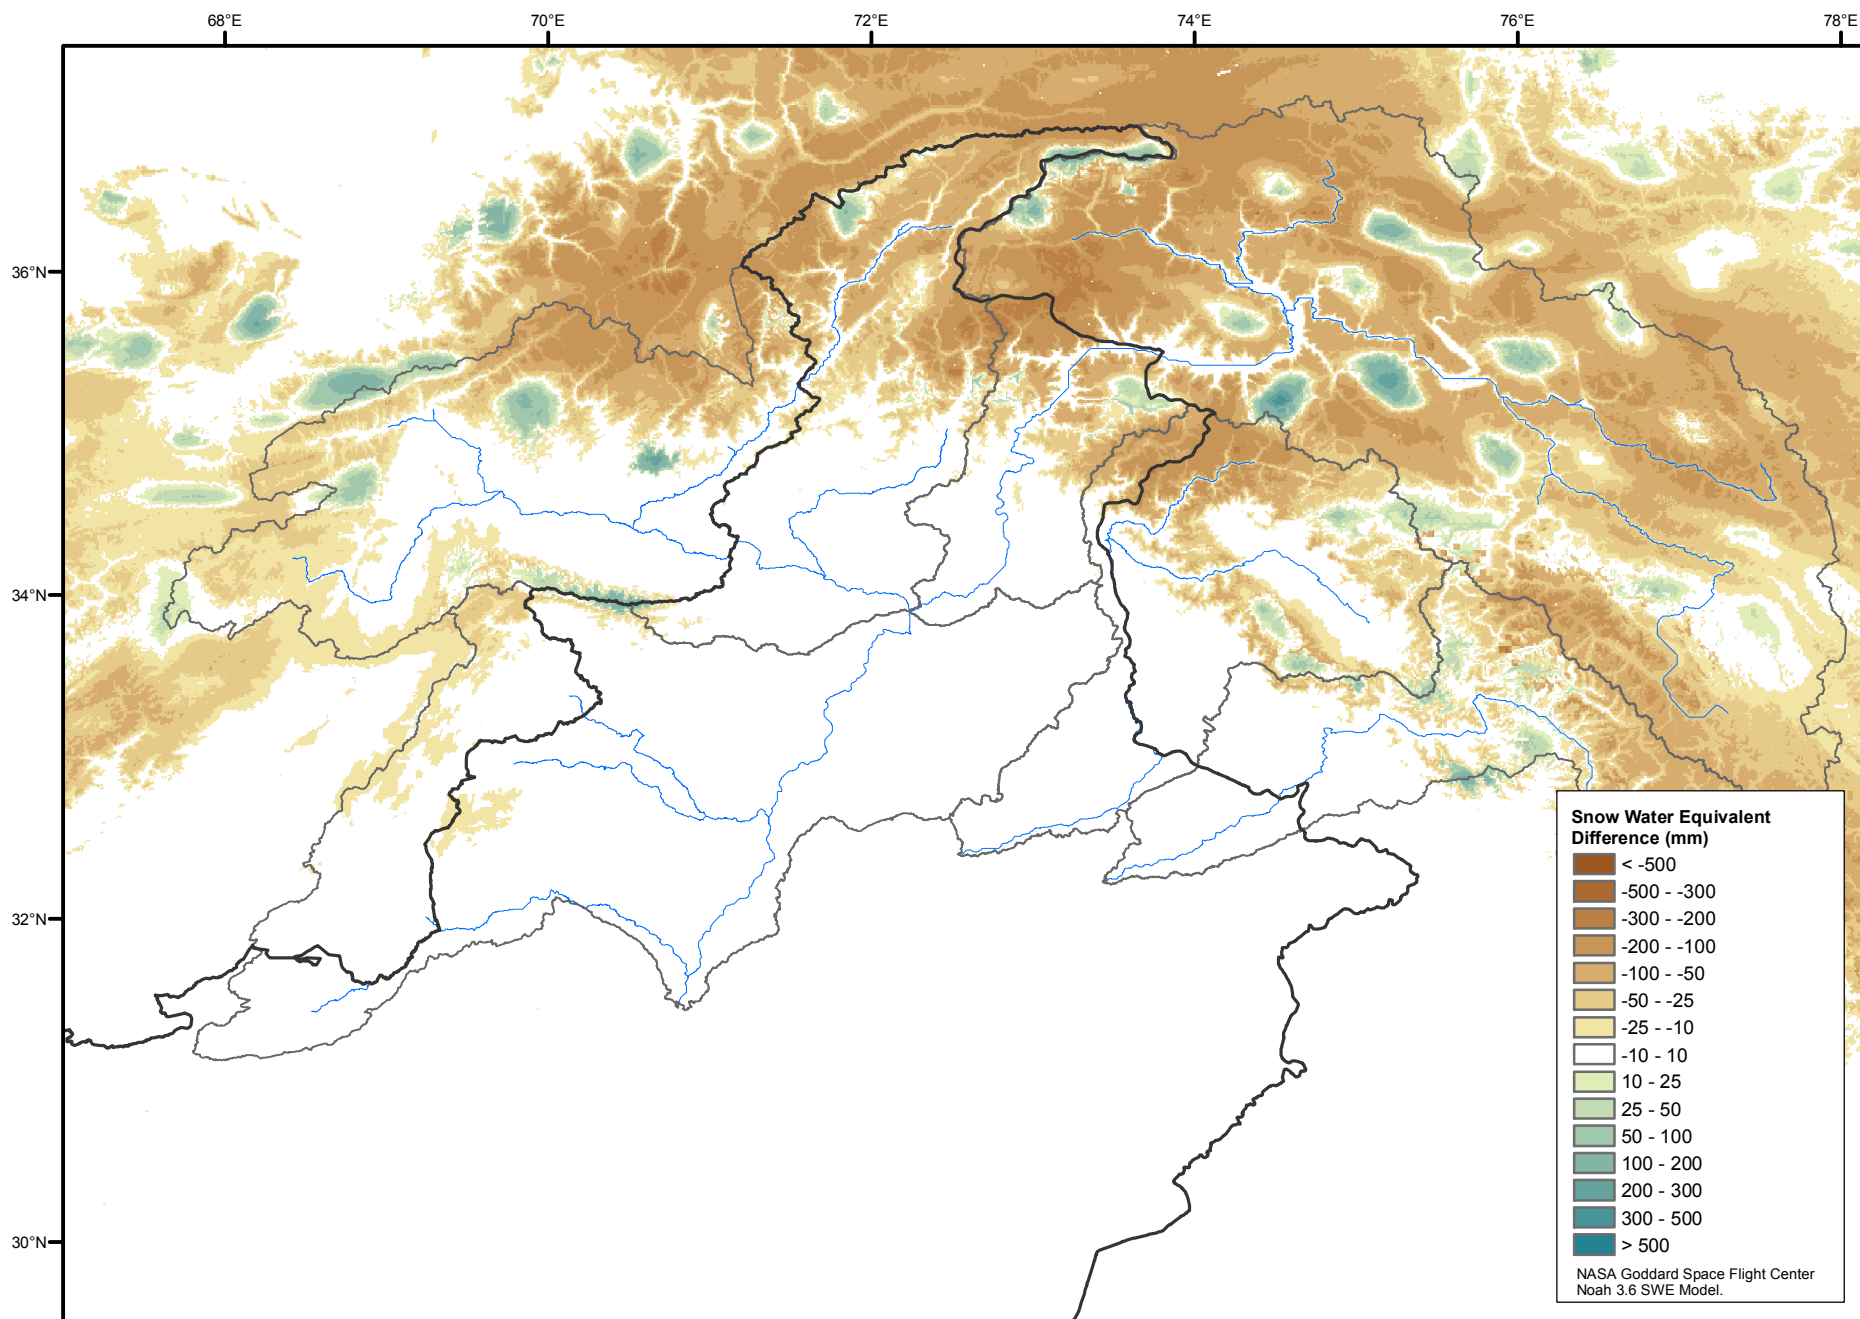 68°E
70°E
72°E
74°E
76°E
78°E
36°N
34°N
32°N
30°N
Snow Water Equivalent
Difference (mm)
< -500
-500 - -300
-300 - -200
-200 - -100
-100 - -50
-50 - -25
-25 - -10
-10 - 10
10 - 25
25 - 50
50 - 100
100 - 200
200 - 300
300 - 500
> 500
NASA Goddard Space Flight Center
Noah 3.6 SWE Model.